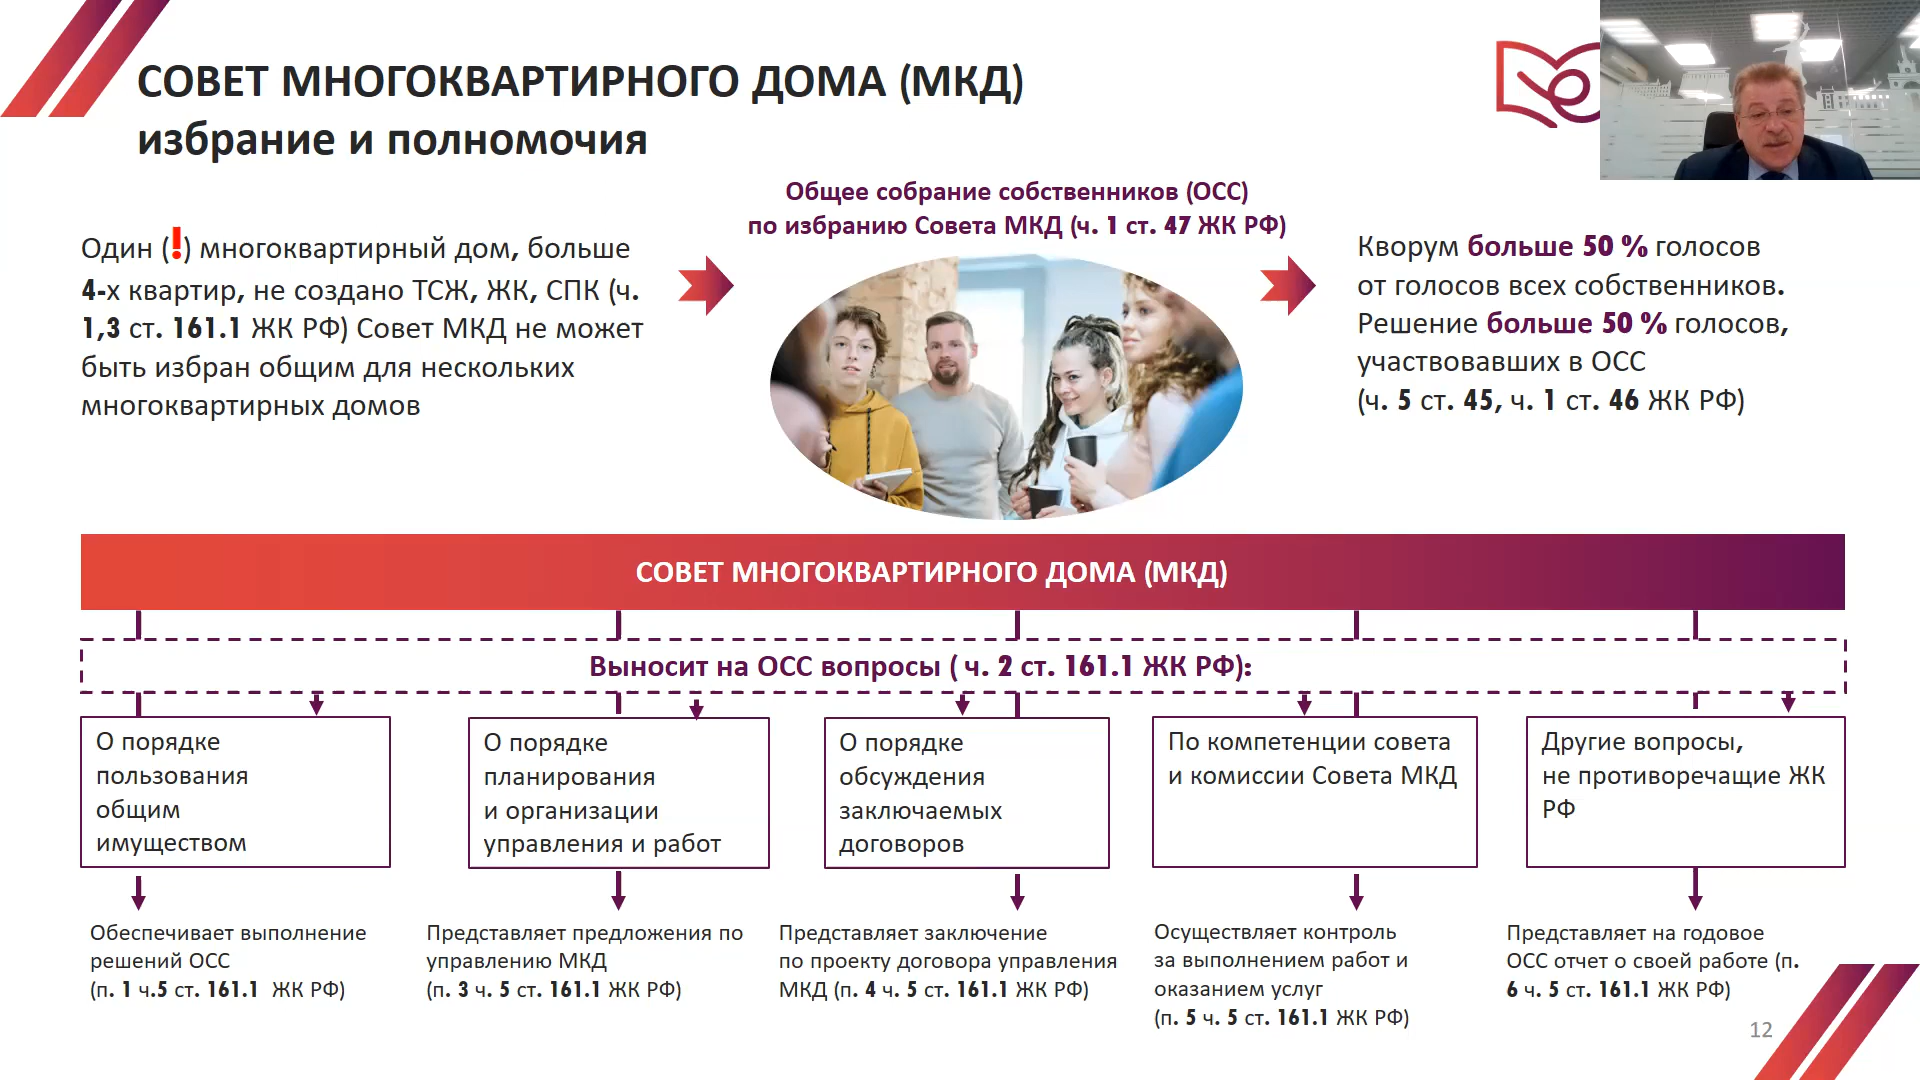 СОВЕТ МНОГОКВАРТИРНОГО ДОМА (МКД)
избрание и полномочия
Один (!) многоквартирный дом, больше
4-х квартир, не создано ТСЖ, ЖК, СПК (ч.
1,3 ст. 161.1 ЖК РФ) Совет МКД не может
быть избран общим для нескольких
многоквартирных домов
Общее собрание собственников (ОСС)
по избранию Совета МКД (ч. 1 ст. 47 ЖК РФ)
Кворум больше 50 % голосов
от голосов всех собственников.
Решение больше 50 % голосов,
участвовавших в ОСС
(ч. 5 ст. 45, ч. 1 ст. 46 ЖК РФ)
СОВЕТ МНОГОКВАРТИРНОГО ДОМА (МКД)
Выносит на ОСС вопросы ( ч. 2 ст. 161.1 ЖК РФ):
О порядке
пользования
общим
имуществом
О порядке
планирования
и организации
управления и работ
О порядке
обсуждения
заключаемых
договоров
По компетенции совета
и комиссии Совета МКД
Другие вопросы,
не противоречащие ЖК
РФ
Обеспечивает выполнение
решений ОСС
(п. 1 ч.5 ст. 161.1 ЖК РФ)
Представляет предложения по
управлению МКД
(п. 3 ч. 5 ст. 161.1 ЖК РФ)
Представляет заключение
по проекту договора управления
МКД (п. 4 ч. 5 ст. 161.1 ЖК РФ)
Осуществляет контроль
за выполнением работ и
оказанием услуг
(п. 5 ч. 5 ст. 161.1 ЖК РФ)
Представляет на годовое
ОСС отчет о своей работе (п.
6 ч. 5 ст. 161.1 ЖК РФ)
12